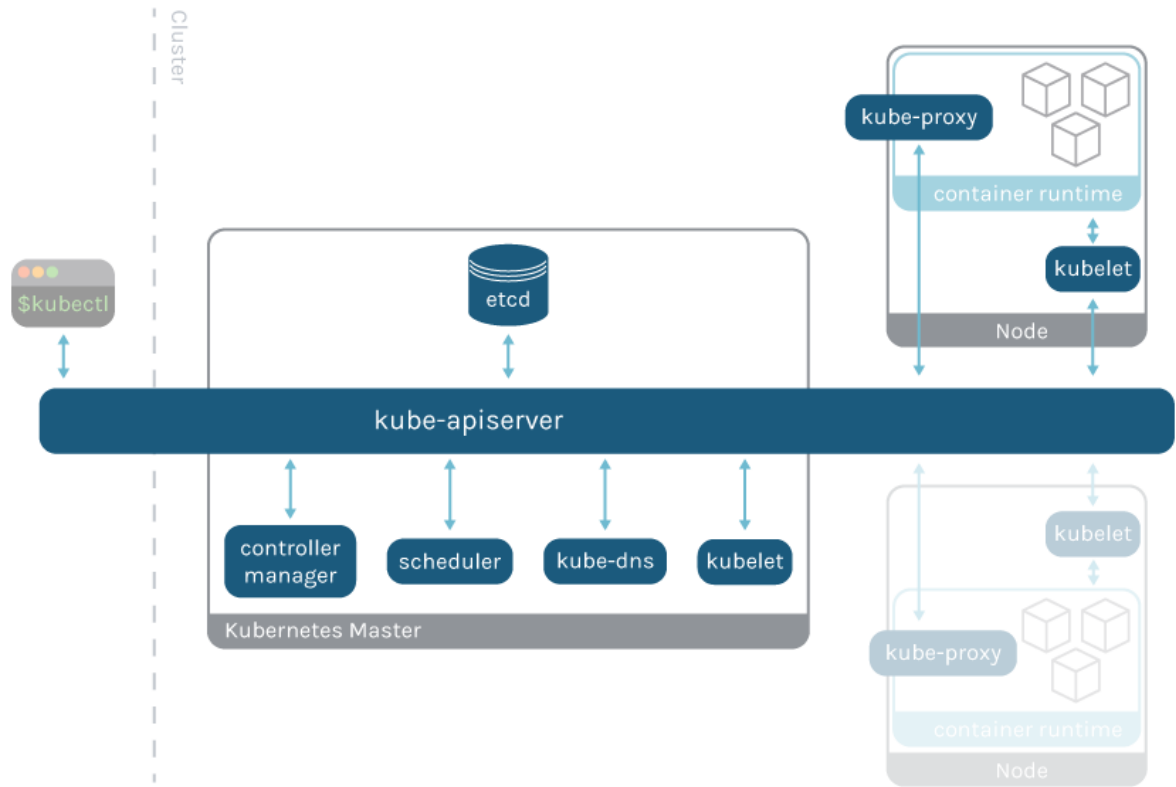 Cluster
$kubectl
etcd
kube-apiserver
controller
manager
scheduler
kube-dns
kubelet
Kubernetes Master
kube-proxy
container runtime
kubelet
Node
kubelet
kube-proxy
container runtime
Node